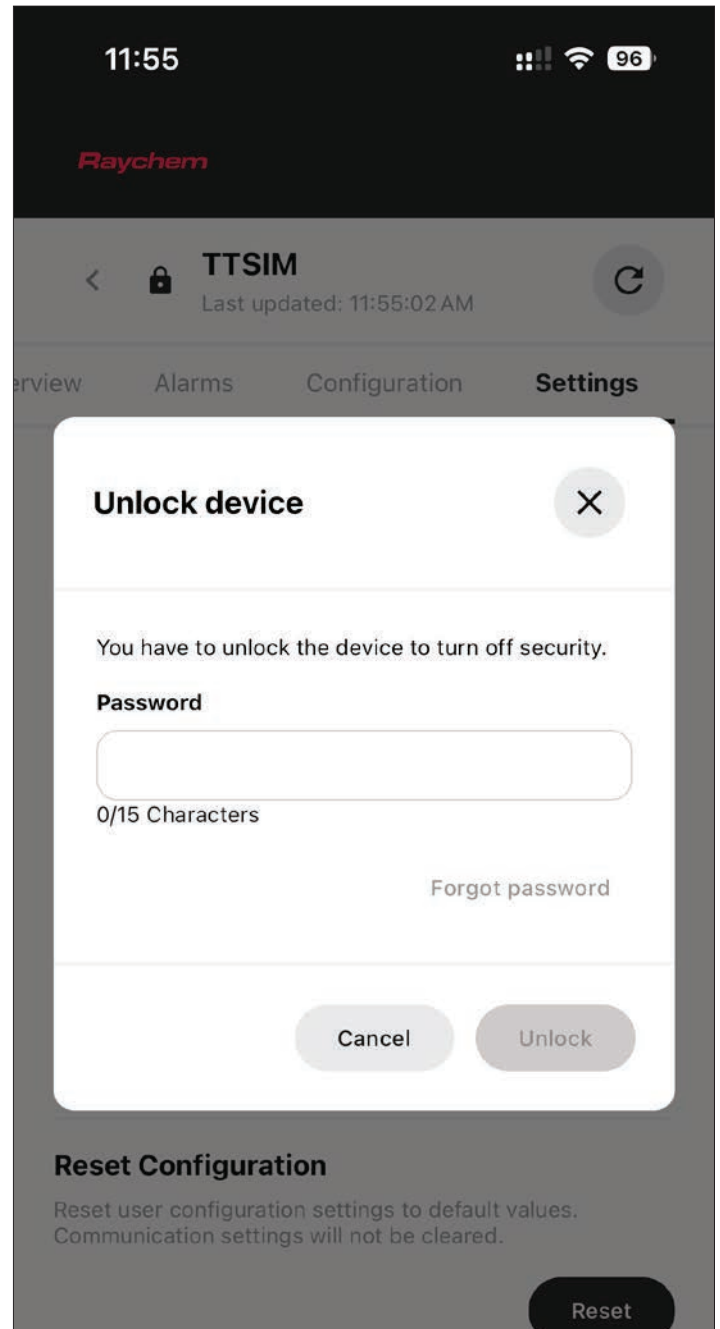 11:55
96
Raychem
TTSIM
Last updated: 11:55:02 AM
erview Alarms Configuration Settings
Unlock device
You have to unlock the device to turn off security.
Password
0/15 Characters
Forgot password
Cancel Unlock
Reset Configuration
Reset user configuration settings to default values.
Communication settings will not be cleared.
Reset